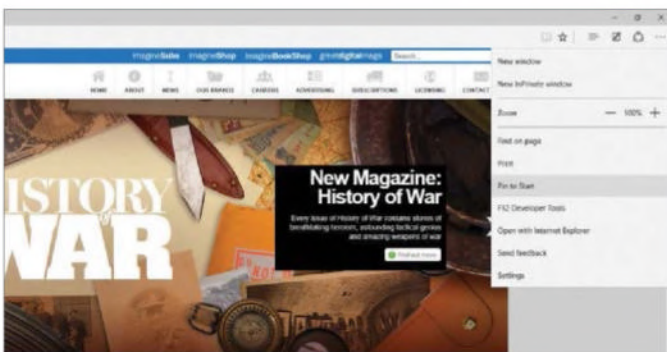 imagineSubs imagineShop imagineBookShop greatdigitalmags Search...
HOME ABOUT NEWS OUR BRANDS CAREERS ADVERTISING SUBSCRIPTIONS LICENSING CONTACT
HISTORY
of
WAR
New Magazine:
History of War
Every issue of History of War contains stories of
breathtaking heroism, astounding tactical genius
and amazing weapons of war
Find out more
NOT
New window
New InPrivate window
Zoom — 100% +
Find on page
Print
Pin to Start
F12 Developer Tools
Open with Internet Explorer
Send feedback
Settings